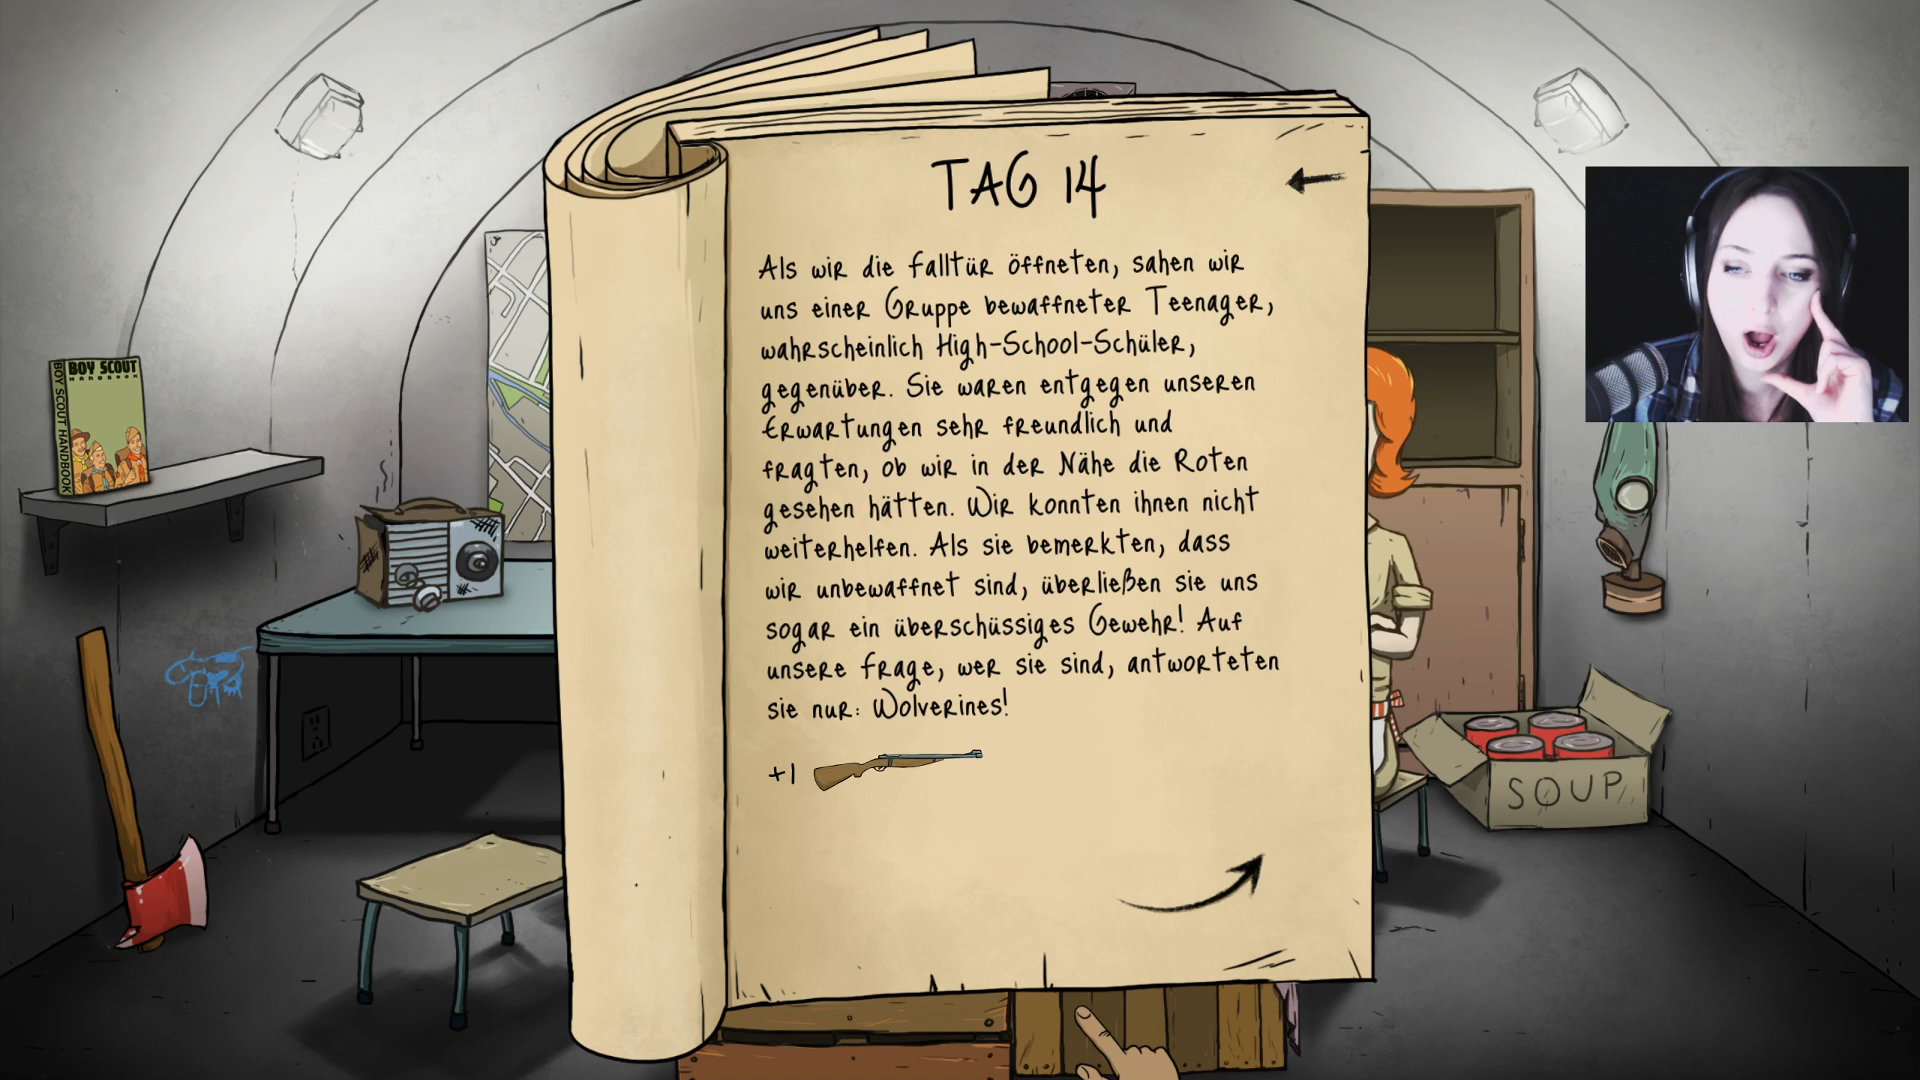 TAG 14
Als wir die Falltür öffneten, sahen wir
uns einer Gruppe bewaffneter Teenager,
wahrscheinlich High-School-Schüler,
gegenüber. Sie waren entgegen unseren
Erwartungen sehr freundlich und
fragten, ob wir in der Nähe die Roten
gesehen hätten. Wir konnten ihnen nicht
weiterhelfen. Als sie bemerkten, dass
wir unbewaffnet sind, überließen sie uns
sogar ein überschüssiges Gewehr! Auf
unsere Frage, wer sie sind, antworteten
sie nur: Wolverines!
+1
BOY SCOUT
HANDBOOK
BOY SCOUT HANDBOOK
SOUP